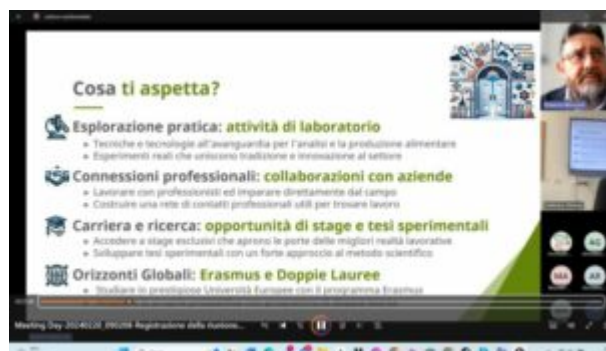 Cosa ti aspetta?
Esplorazione pratica: attività di laboratorio
Tecniche e tecnologie all'avanguardia per l'analisi e la produzione alimentare
Esperimenti reali che uniscono tradizione e innovazione al settore
Connessioni professionali: collaborazioni con aziende
Lavorare con professionisti ed imparare direttamente dal campo
Costruire una rete di contatti professionali utili per trovare lavoro
Carriera e ricerca: opportunità di stage e tesi sperimentali
Accedere a stage esclusivi che aprono le porte delle migliori realtà lavorative
Sviluppare tesi sperimentali con un forte approccio al metodo scientifico
Orizzonti Globali: Erasmus e Doppie Lauree
Studiare in prestigiose Università Europee con il programma Erasmus
AG
MA
AR